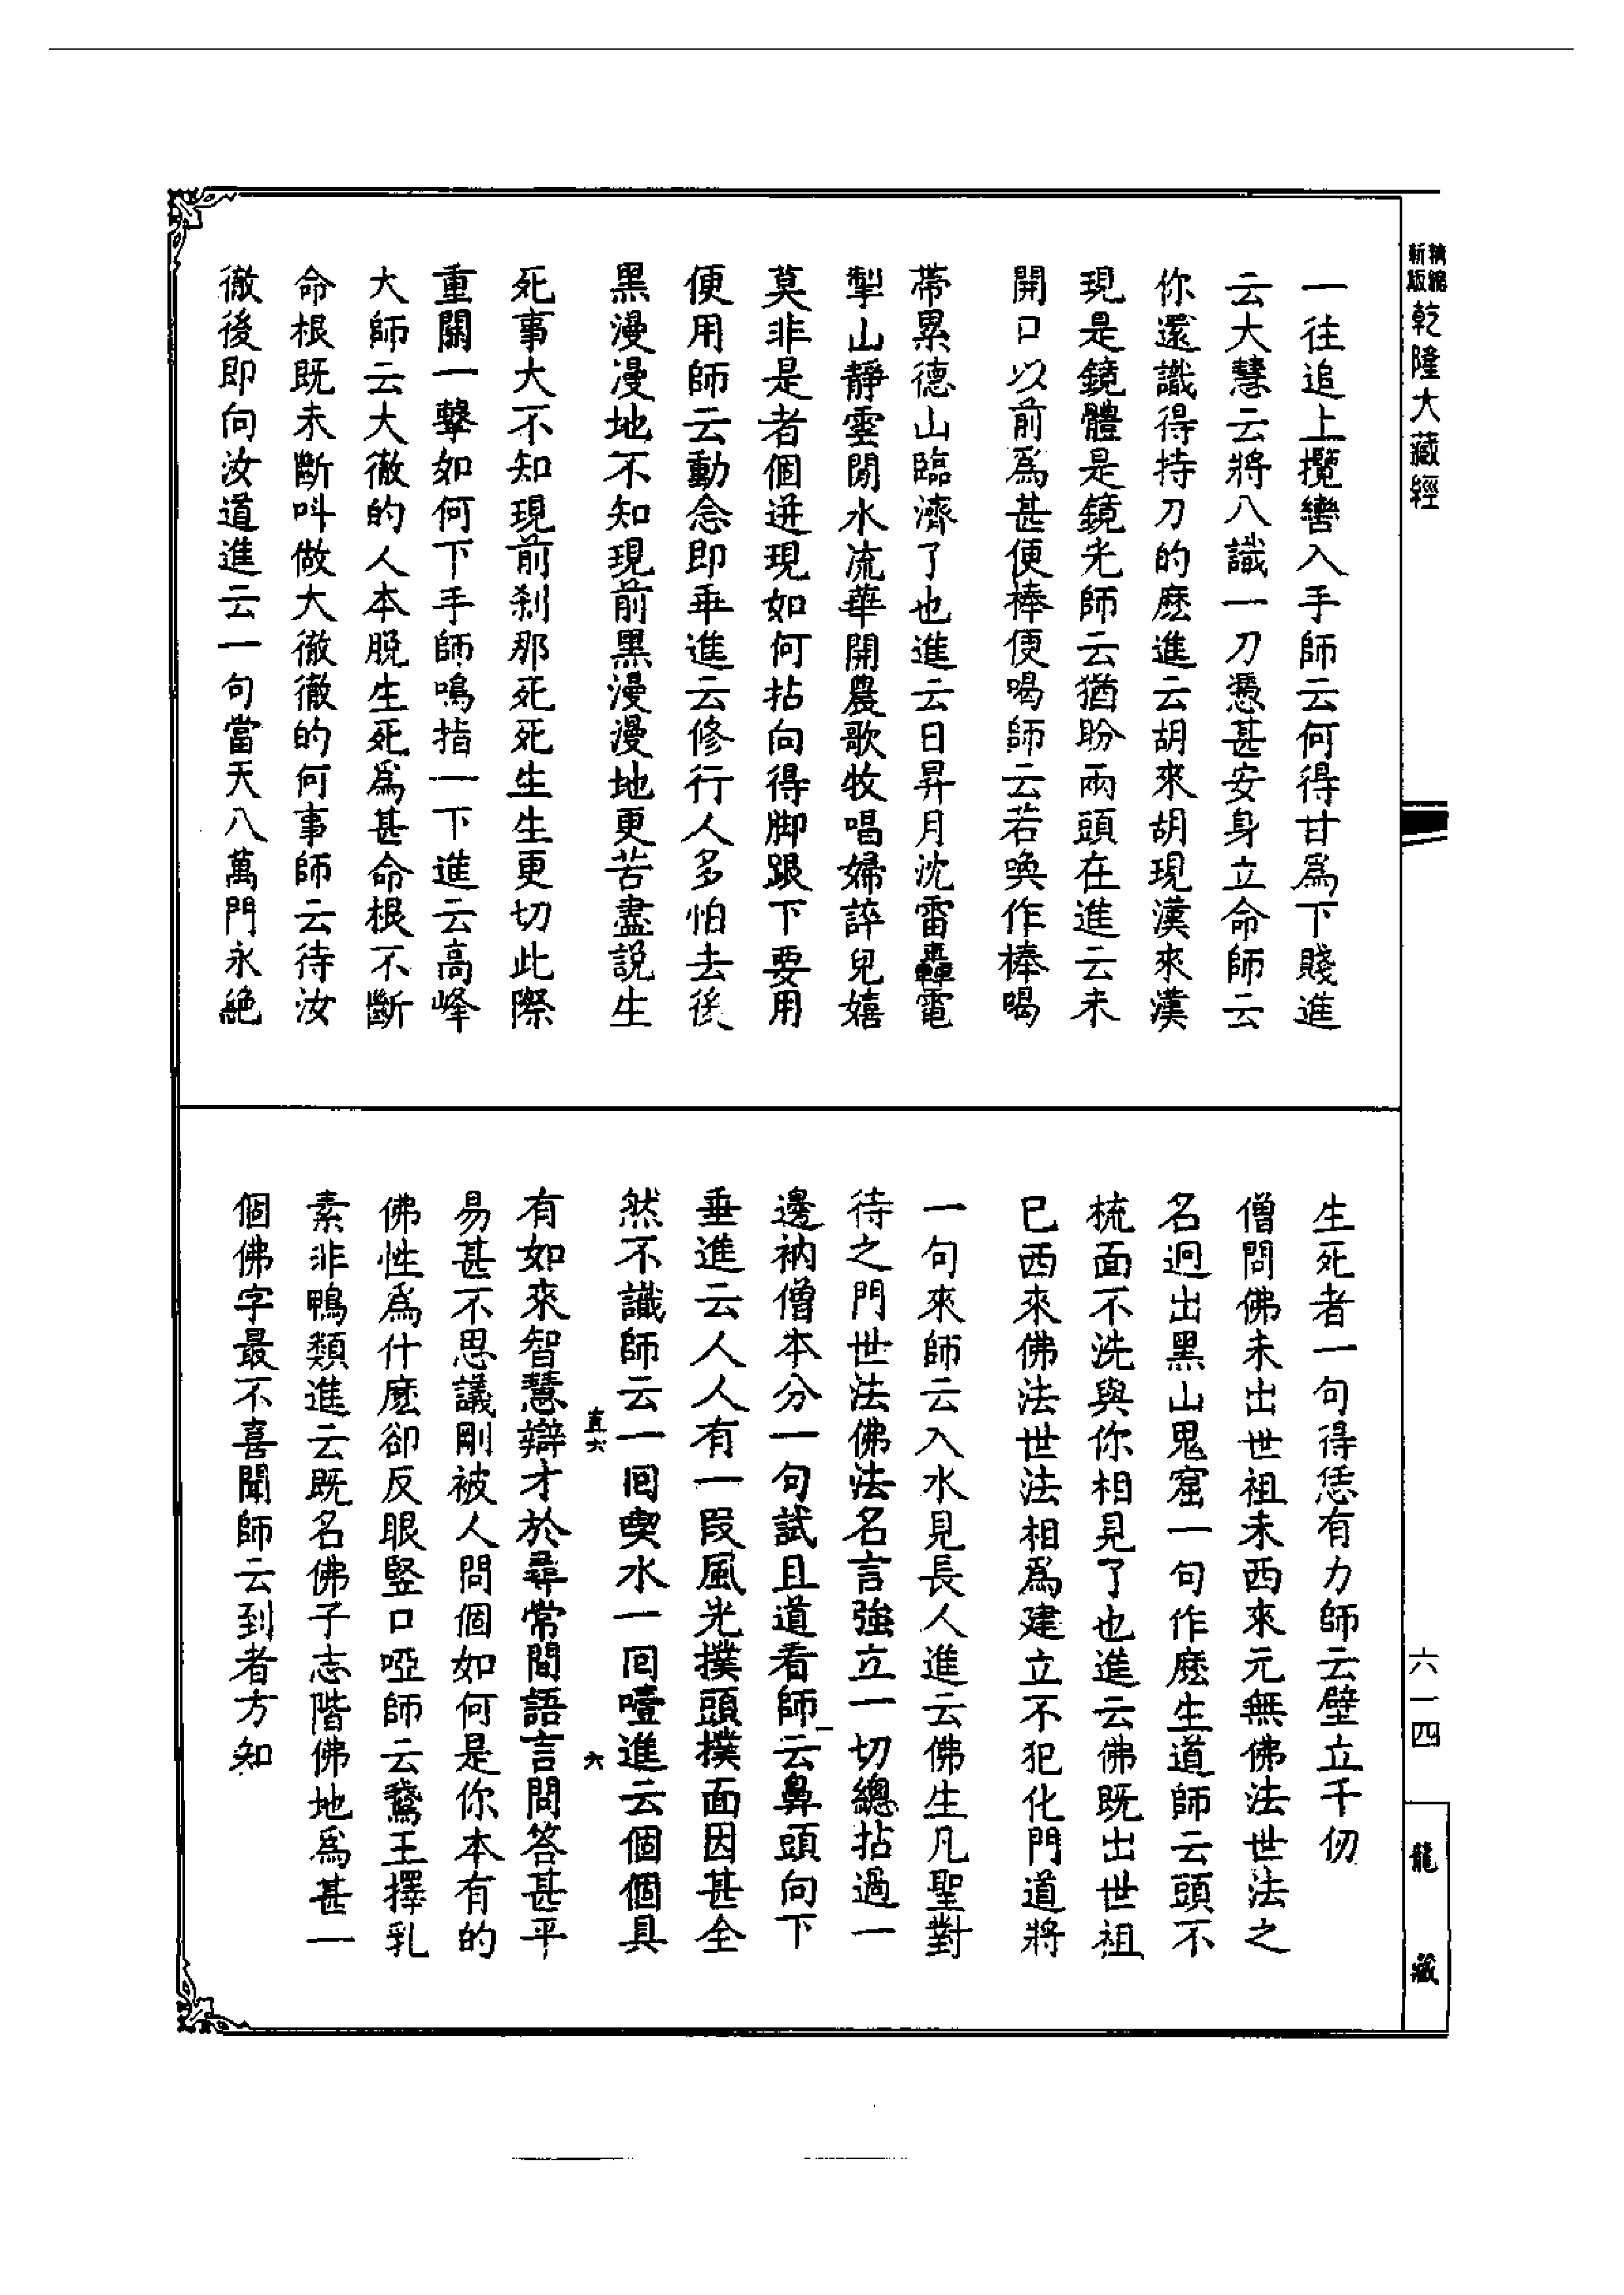 新版精編乾隆大藏經
一往追上攬轡入手師云何得甘爲下賤進
云大慧云將八識一刀憑甚安身立命師云
你還識得持刀的麽進云胡來胡現漢來漢
現是鏡體是鏡光師云猶盼兩頭在進云未
開口以前爲甚便棒便喝師云若喚作棒喝
帶累德山臨濟了也進云日昇月沈雷轟電
掣山靜雲閒水流華開農歌牧唱婦誶兒嬉
莫非是者個迸現如何拈向得脚跟下要用
便用師云動念即乖進云修行人多怕去後
黑漫漫地不知現前黑漫漫地更苦盡説生
死事大不知現前刹那死死生生更切此際
重關一擊如何下手師鳴指一下進云高峰
大師云大徹的人本脫生死爲甚命根不斷
命根既未斷叫做大徹徹的何事師云待汝
徹後即向汝道進云一句當天八萬門永絕
生死者一句得恁有力師云壁立千仞
僧問佛未出世祖未西來元無佛法世法之
名迥出黑山鬼窟一句作麽生道師云頭不
梳面不洗與你相見了也進云佛既出世祖
已西來佛法世法相爲建立不犯化門道將
一句來師云入水見長人進云佛生凡聖對
待之門世法佛法名言強立一切總拈過一
邊衲僧本分一句試且道看師云鼻頭向下
垂進云人人有一段風光撲頭撲面因甚全
然不識師云一回喫水一回噎進云個個具
直六 六
有如來智慧辯才於尋常間語言問答甚平
易甚不思議剛被人問個如何是你本有的
佛性爲什麽卻反眼竪口啞師云鵞王擇乳
素非鴨類進云既名佛子志階佛地爲甚一
個佛字最不喜聞師云到者方知
六一四
龍藏